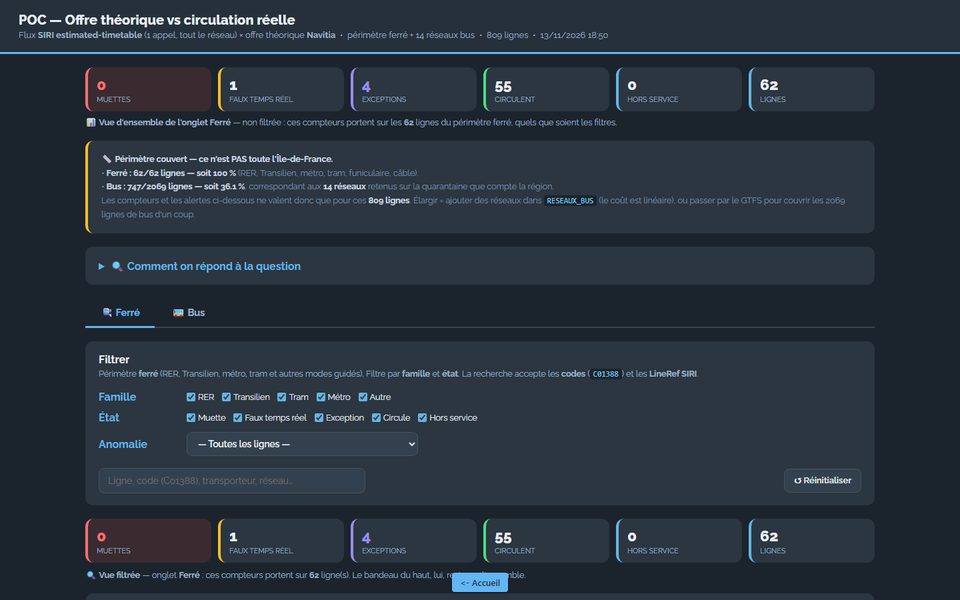 POC — Offre théorique vs circulation réelle
Flux SIRI estimated-timetable (1 appel, tout le réseau) × offre théorique Navitia • périmètre ferré + 14 réseaux bus • 809 lignes • 13/11/2026 18:50
0 1 4 55 0 62
MUETTES FAUX TEMPS RÉEL EXCEPTIONS CIRCULENT HORS SERVICE LIGNES
Vue d'ensemble de l'onglet Ferré — non filtrée : ces compteurs portent sur les 62 lignes du périmètre ferré, quels que soient les filtres.
Périmètre couvert — ce n'est PAS toute l'Île-de-France.
· Ferré : 62/62 lignes — soit 100 % (RER, Transilien, métro, tram, funiculaire, câble).
· Bus : 747/2069 lignes — soit 36.1 %, correspondant aux 14 réseaux retenus sur la quarantaine que compte la région.
Les compteurs et les alertes ci-dessous ne valent donc que pour ces 809 lignes. Élargir = ajouter des réseaux dans RESEAUX_BUS (le coût est linéaire), ou passer par le GTFS pour couvrir les 2069
lignes de bus d'un coup.
▶ Comment on répond à la question
Ferré Bus
Filtrer
Périmètre ferré (RER, Transilien, métro, tram et autres modes guidés). Filtre par famille et état. La recherche accepte les codes ( C01388 ) et les LineRef SIRI.
Famille RER Transilien Tram Métro Autre
État Muette Faux temps réel Exception Circule Hors service
Anomalie — Toutes les lignes —
Ligne, code (C01388), transporteur, réseau… ↺ Réinitialiser
0 1 4 55 0 62
MUETTES FAUX TEMPS RÉEL EXCEPTIONS CIRCULENT HORS SERVICE LIGNES
Vue filtrée — onglet Ferré : ces compteurs portent sur 62 ligne(s). Le bandeau du haut, lui,
<- Accueil